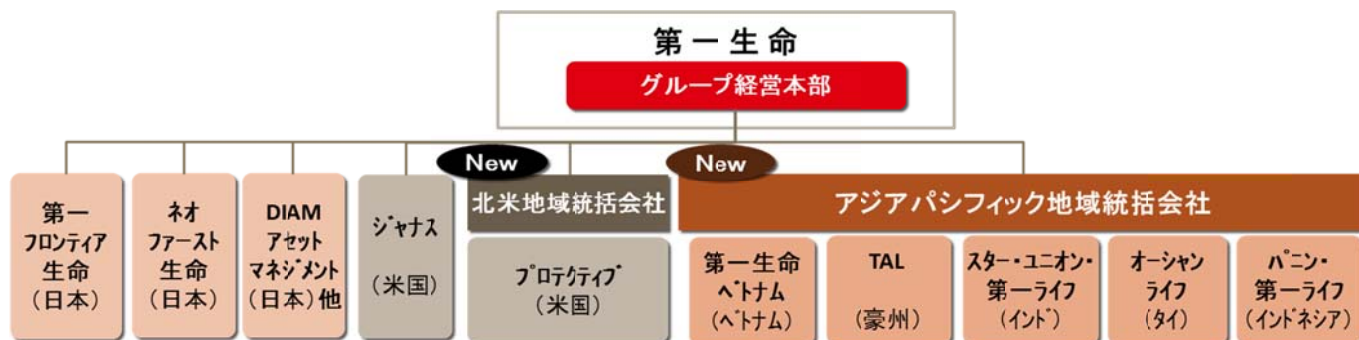 第一生命
グループ経営本部
New
New
第一
フロンティア
生命
(日本)
ネオ
ファースト
生命
(日本)
DIAM
アセット
マネジメント
(日本)他
ジャナス
(米国)
北米地域統括会社
プロテクティブ
(米国)
アジアパシフィック地域統括会社
第一生命
ベトナム
(ベトナム)
TAL
(豪州)
スター・ユニオン・
第一ライフ
(インド)
オーシャン
ライフ
(タイ)
パニン・
第一ライフ
(インドネシア)